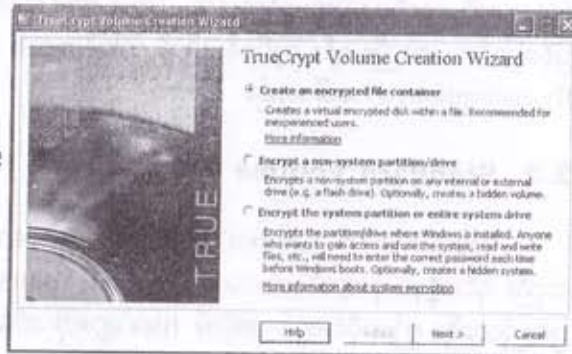 TrueCrypt Volume Creation Wizard
TrueCrypt Volume Creation Wizard
Create an encrypted file container
Creates a virtual encrypted disk within a file. Recommended for
inexperienced users.
More information
Encrypt a non-system partition/drive
Encrypts a non-system partition on any internal or external
drive (e.g. a flash drive). Optionally, creates a hidden volume.
Encrypt the system partition or entire system drive
Encrypts the partition/drive where Windows is installed. Anyone
who wants to gain access and use the system, read and write
files, etc., will need to enter the correct password each time
before Windows boots. Optionally, creates a hidden system.
More information about system encryption
TRUE
Help
Next >
Cancel